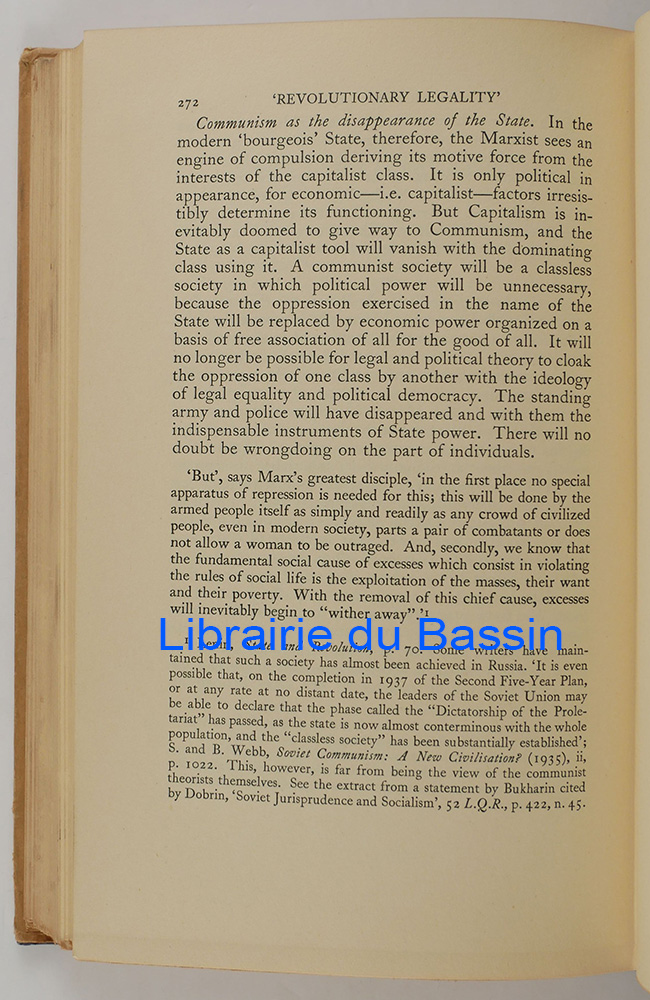 272 'REVOLUTIONARY LEGALITY'
Communism as the disappearance of the State. In the
modern 'bourgeois' State, therefore, the Marxist sees an
engine of compulsion deriving its motive force from the
interests of the capitalist class. It is only political in
appearance, for economic—i.e. capitalist—factors irresis-
tibly determine its functioning. But Capitalism is in-
evitably doomed to give way to Communism, and the
State as a capitalist tool will vanish with the dominating
class using it. A communist society will be a classless
society in which political power will be unnecessary,
because the oppression exercised in the name of the
State will be replaced by economic power organized on a
basis of free association of all for the good of all. It will
no longer be possible for legal and political theory to cloak
the oppression of one class by another with the ideology
of legal equality and political democracy. The standing
army and police will have disappeared and with them the
indispensable instruments of State power. There will no
doubt be wrongdoing on the part of individuals.
'But', says Marx's greatest disciple, 'in the first place no special
apparatus of repression is needed for this; this will be done by the
armed people itself as simply and readily as any crowd of civilized
people, even in modern society, parts a pair of combatants or does
not allow a woman to be outraged. And, secondly, we know that
the fundamental social cause of excesses which consist in violating
the rules of social life is the exploitation of the masses, their want
and their poverty. With the removal of this chief cause, excesses
will inevitably begin to "wither away".'1
Librairie du Bassin
1 Lenin, State and Revolution, p. 70. Some writers have main-
tained that such a society has almost been achieved in Russia. 'It is even
possible that, on the completion in 1937 of the Second Five-Year Plan,
or at any rate at no distant date, the leaders of the Soviet Union may
be able to declare that the phase called the "Dictatorship of the Prole-
tariat" has passed, as the state is now almost conterminous with the whole
population, and the "classless society" has been substantially established';
S. and B. Webb, Soviet Communism: A New Civilisation? (1935), ii,
p. 1022. This, however, is far from being the view of the communist
theorists themselves. See the extract from a statement by Bukharin cited
by Dobrin, 'Soviet Jurisprudence and Socialism', 52 L.Q.R., p. 422, n. 45.